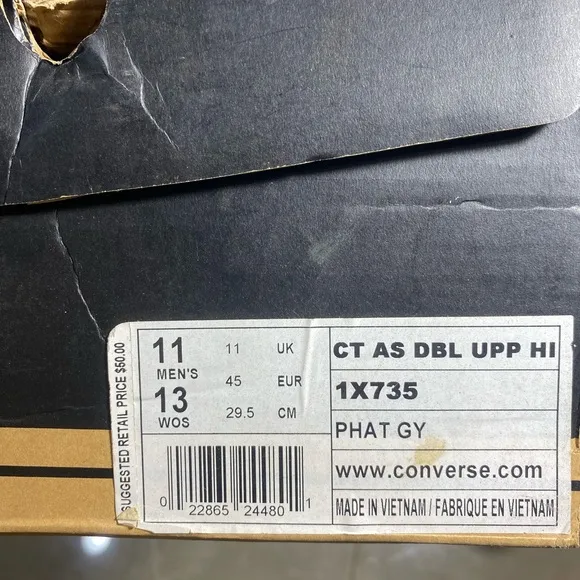 SUGGESTED RETAIL PRICE $60.00
11 11 UK
MEN'S
13 45 EUR
WOS 29.5 CM
0 22865 24480 1
CT AS DBL UPP HI
1X735
PHAT GY
www.converse.com
MADE IN VIETNAM / FABRIQUE EN VIETNAM